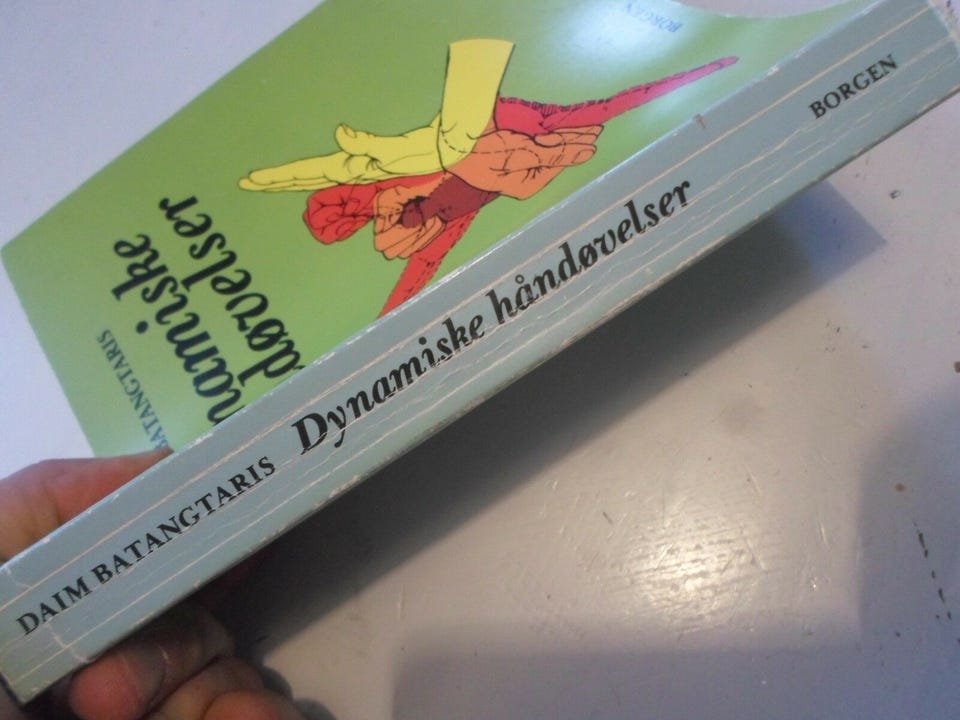 DAIM BATANGTARIS Dynamiske håndøvelser BORGEN
BATANGTARIS
namiske
døvelser
BORGEN